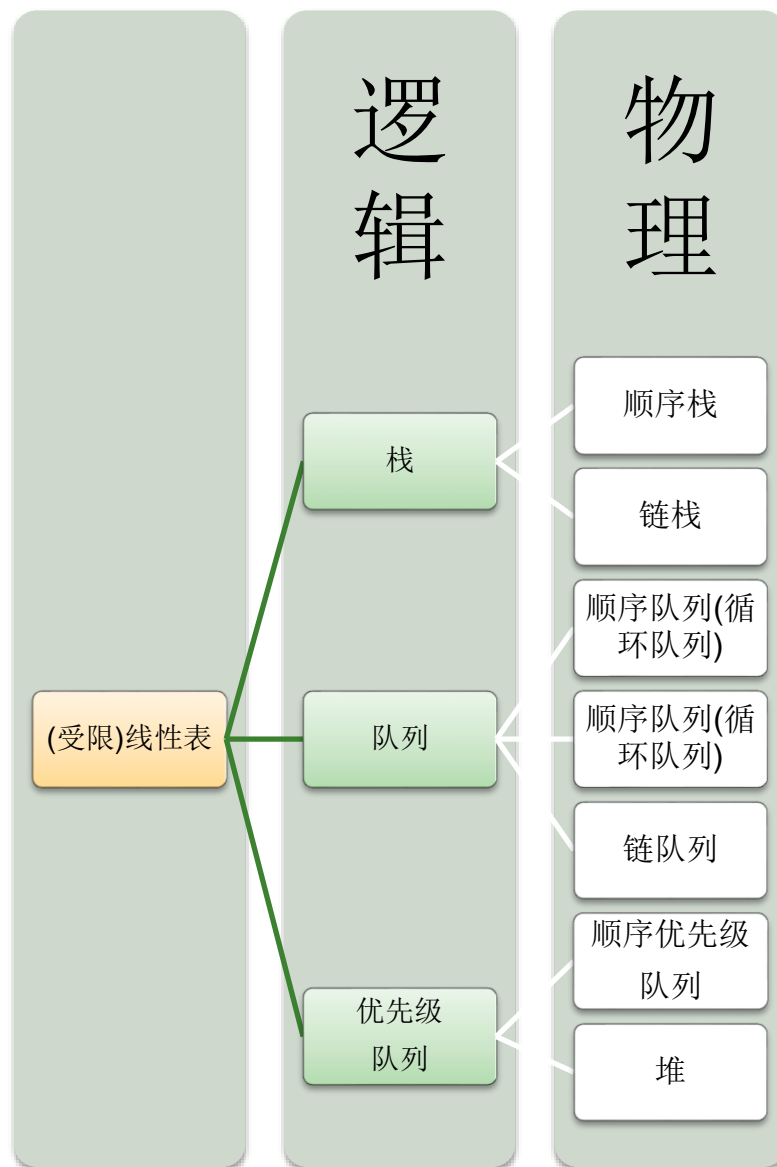 逻
辑
物
理
(受限)线性表
栈
队列
优先级
队列
顺序栈
链栈
顺序队列(循
环队列)
顺序队列(循
环队列)
链队列
顺序优先级
队列
堆